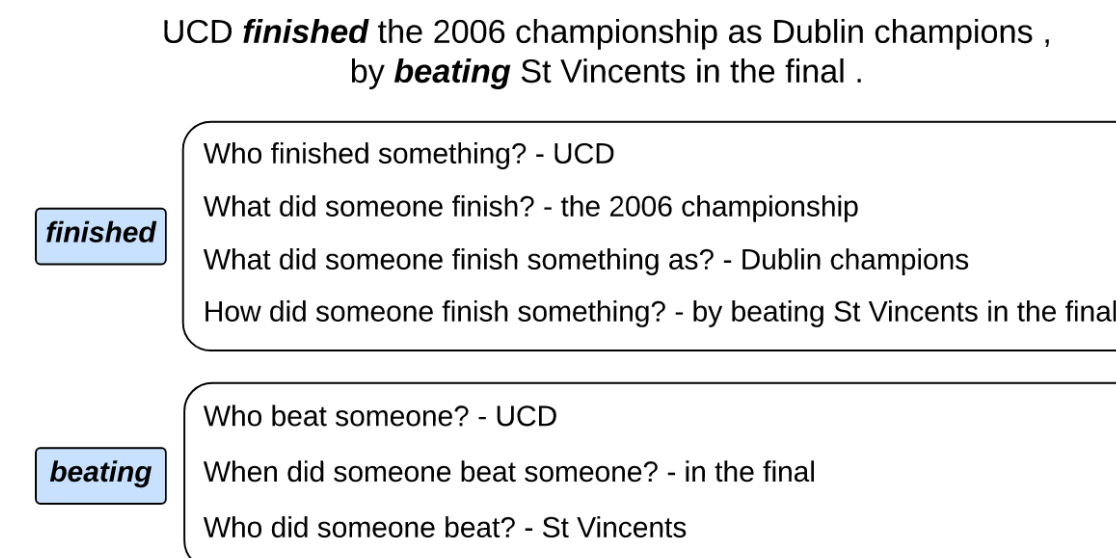 UCD finished the 2006 championship as Dublin champions ,
by beating St Vincents in the final .
finished
Who finished something? - UCD
What did someone finish? - the 2006 championship
What did someone finish something as? - Dublin champions
How did someone finish something? - by beating St Vincents in the final
beating
Who beat someone? - UCD
When did someone beat someone? - in the final
Who did someone beat? - St Vincents